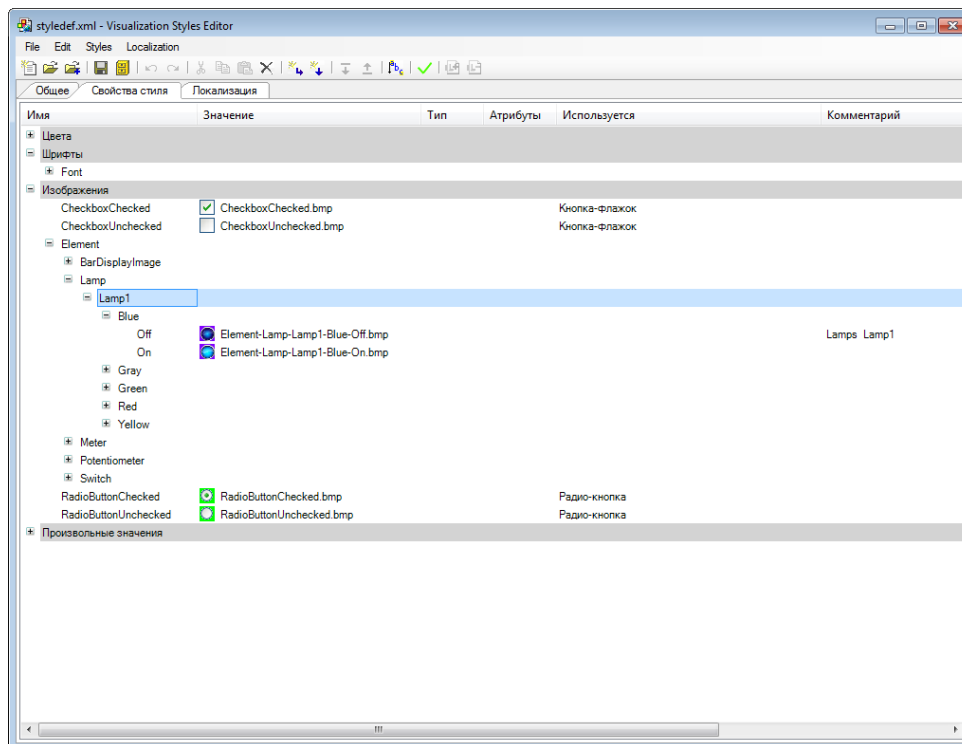 styledef.xml - Visualization Styles Editor
File Edit Styles Localization
Общее Свойства стиля Локализация
Имя Значение Тип Атрибуты Используется Комментарий
Цвета
Шрифты
Font
Изображения
CheckboxChecked CheckboxChecked.bmp Кнопка-флажок
CheckboxUnchecked CheckboxUnchecked.bmp Кнопка-флажок
Element
BarDisplayImage
Lamp
Lamp1
Blue
Off Element-Lamp-Lamp1-Blue-Off.bmp Lamps Lamp1
On Element-Lamp-Lamp1-Blue-On.bmp
Gray
Green
Red
Yellow
Meter
Potentiometer
Switch
RadioButtonChecked RadioButtonChecked.bmp Радио-кнопка
RadioButtonUnchecked RadioButtonUnchecked.bmp Радио-кнопка
Произвольные значения